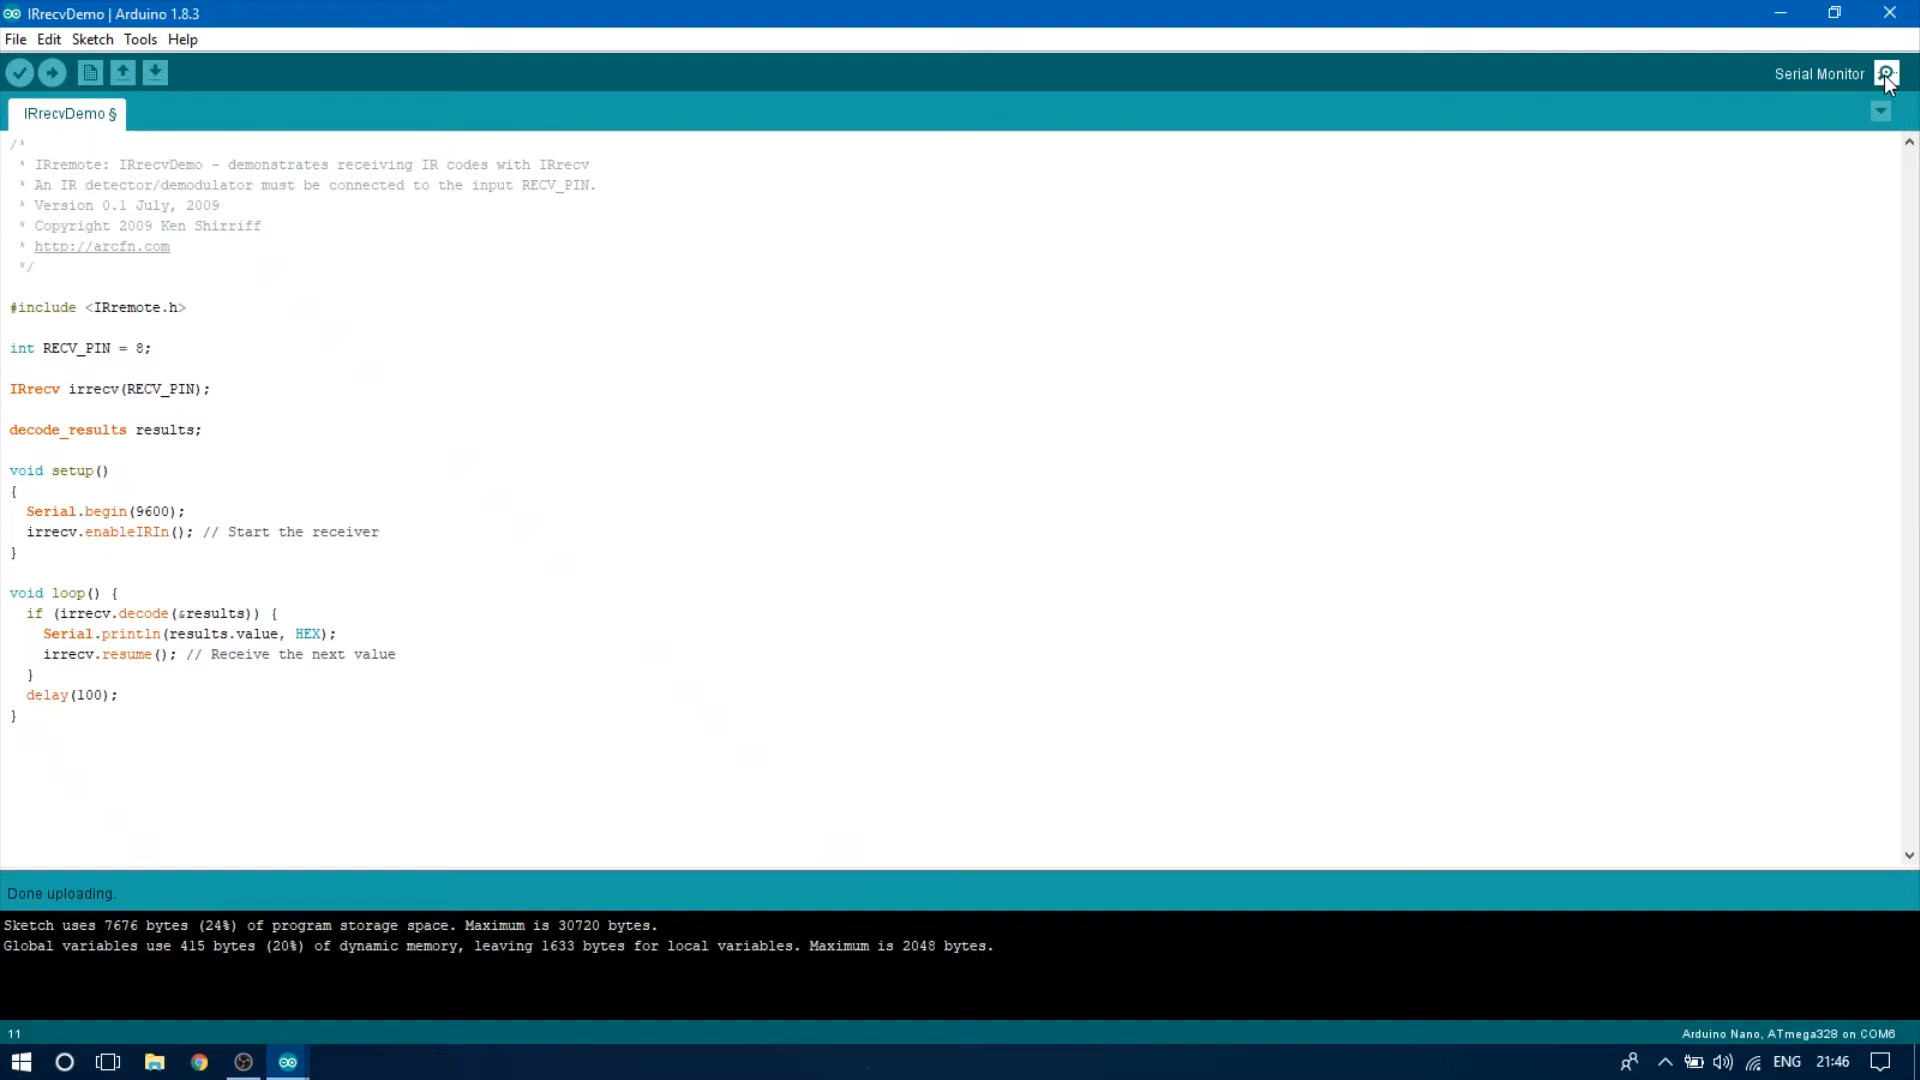 IRrecvDemo | Arduino 1.8.3
File Edit Sketch Tools Help
Serial Monitor
IRrecvDemo §
/*
* IRremote: IRrecvDemo - demonstrates receiving IR codes with IRrecv
* An IR detector/demodulator must be connected to the input RECV_PIN.
* Version 0.1 July, 2009
* Copyright 2009 Ken Shirriff
* http://arcfn.com
*/
#include <IRremote.h>
int RECV_PIN = 8;
IRrecv irrecv(RECV_PIN);
decode_results results;
void setup()
{
Serial.begin(9600);
irrecv.enableIRIn(); // Start the receiver
}
void loop() {
if (irrecv.decode(&results)) {
Serial.println(results.value, HEX);
irrecv.resume(); // Receive the next value
}
delay(100);
}
Done uploading.
Sketch uses 7676 bytes (24%) of program storage space. Maximum is 30720 bytes.
Global variables use 415 bytes (20%) of dynamic memory, leaving 1633 bytes for local variables. Maximum is 2048 bytes.
11
Arduino Nano, ATmega328 on COM6
ENG 21:46